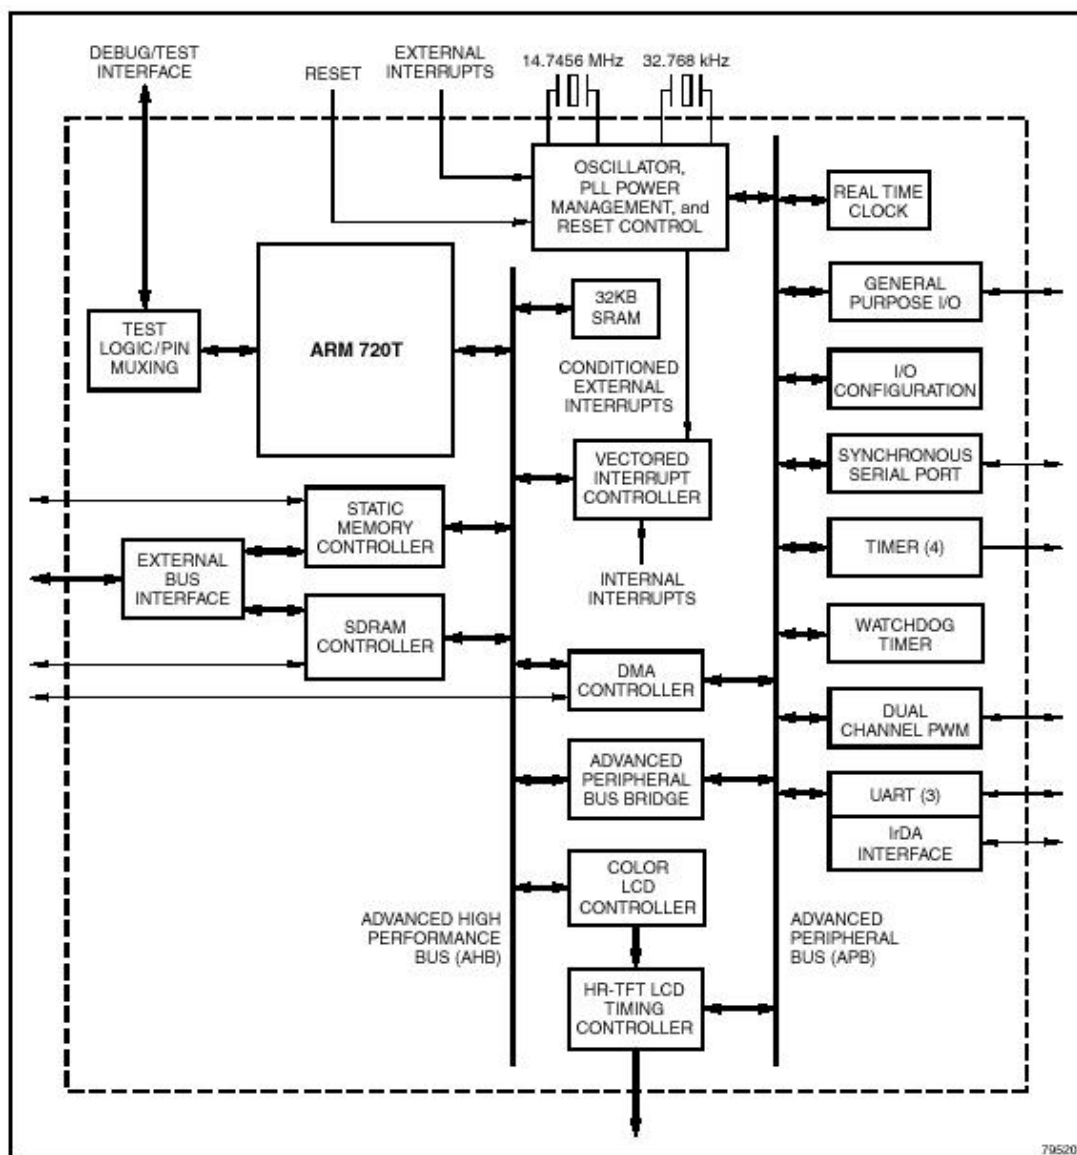 DEBUG/TEST
INTERFACE
RESET
EXTERNAL
INTERRUPTS
14.7456 MHz
32.768 kHz
OSCILLATOR,
PLL POWER
MANAGEMENT, and
RESET CONTROL
REAL TIME
CLOCK
TEST
LOGIC/PIN
MUXING
ARM 720T
32KB
SRAM
GENERAL
PURPOSE I/O
CONDITIONED
EXTERNAL
INTERRUPTS
I/O
CONFIGURATION
VECTORED
INTERRUPT
CONTROLLER
SYNCHRONOUS
SERIAL PORT
STATIC
MEMORY
CONTROLLER
EXTERNAL
BUS
INTERFACE
INTERNAL
INTERRUPTS
TIMER (4)
SDRAM
CONTROLLER
WATCHDOG
TIMER
DMA
CONTROLLER
DUAL
CHANNEL PWM
ADVANCED
PERIPHERAL
BUS BRIDGE
UART (3)
IrDA
INTERFACE
COLOR
LCD
CONTROLLER
ADVANCED HIGH
PERFORMANCE
BUS (AHB)
ADVANCED
PERIPHERAL
BUS (APB)
HR-TFT LCD
TIMING
CONTROLLER
79520